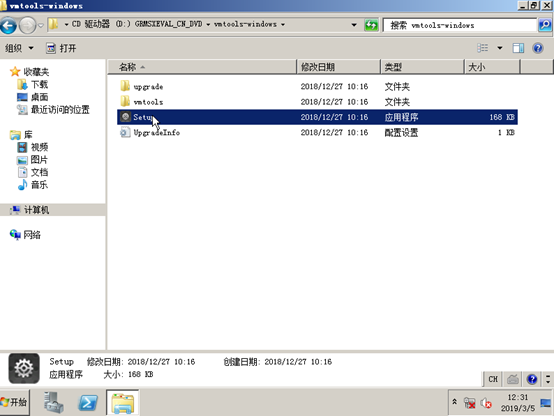 vmtools-windows
CD 驱动器 (D:) GRMSXEVAL_CN_DVD vmtools-windows
搜索 vmtools-windows
组织 打开
名称 修改日期 类型 大小
收藏夹
下载
桌面
最近访问的位置
库
视频
图片
文档
音乐
计算机
网络
upgrade 2018/12/27 10:16 文件夹
vmtools 2018/12/27 10:16 文件夹
Setup 2018/12/27 10:16 应用程序 168 KB
UpgradeInfo 2018/12/27 10:16 配置设置 1 KB
Setup 修改日期: 2018/12/27 10:16 创建日期: 2018/12/27 10:16
应用程序 大小: 168 KB
CH
开始
12:31
2019/3/5